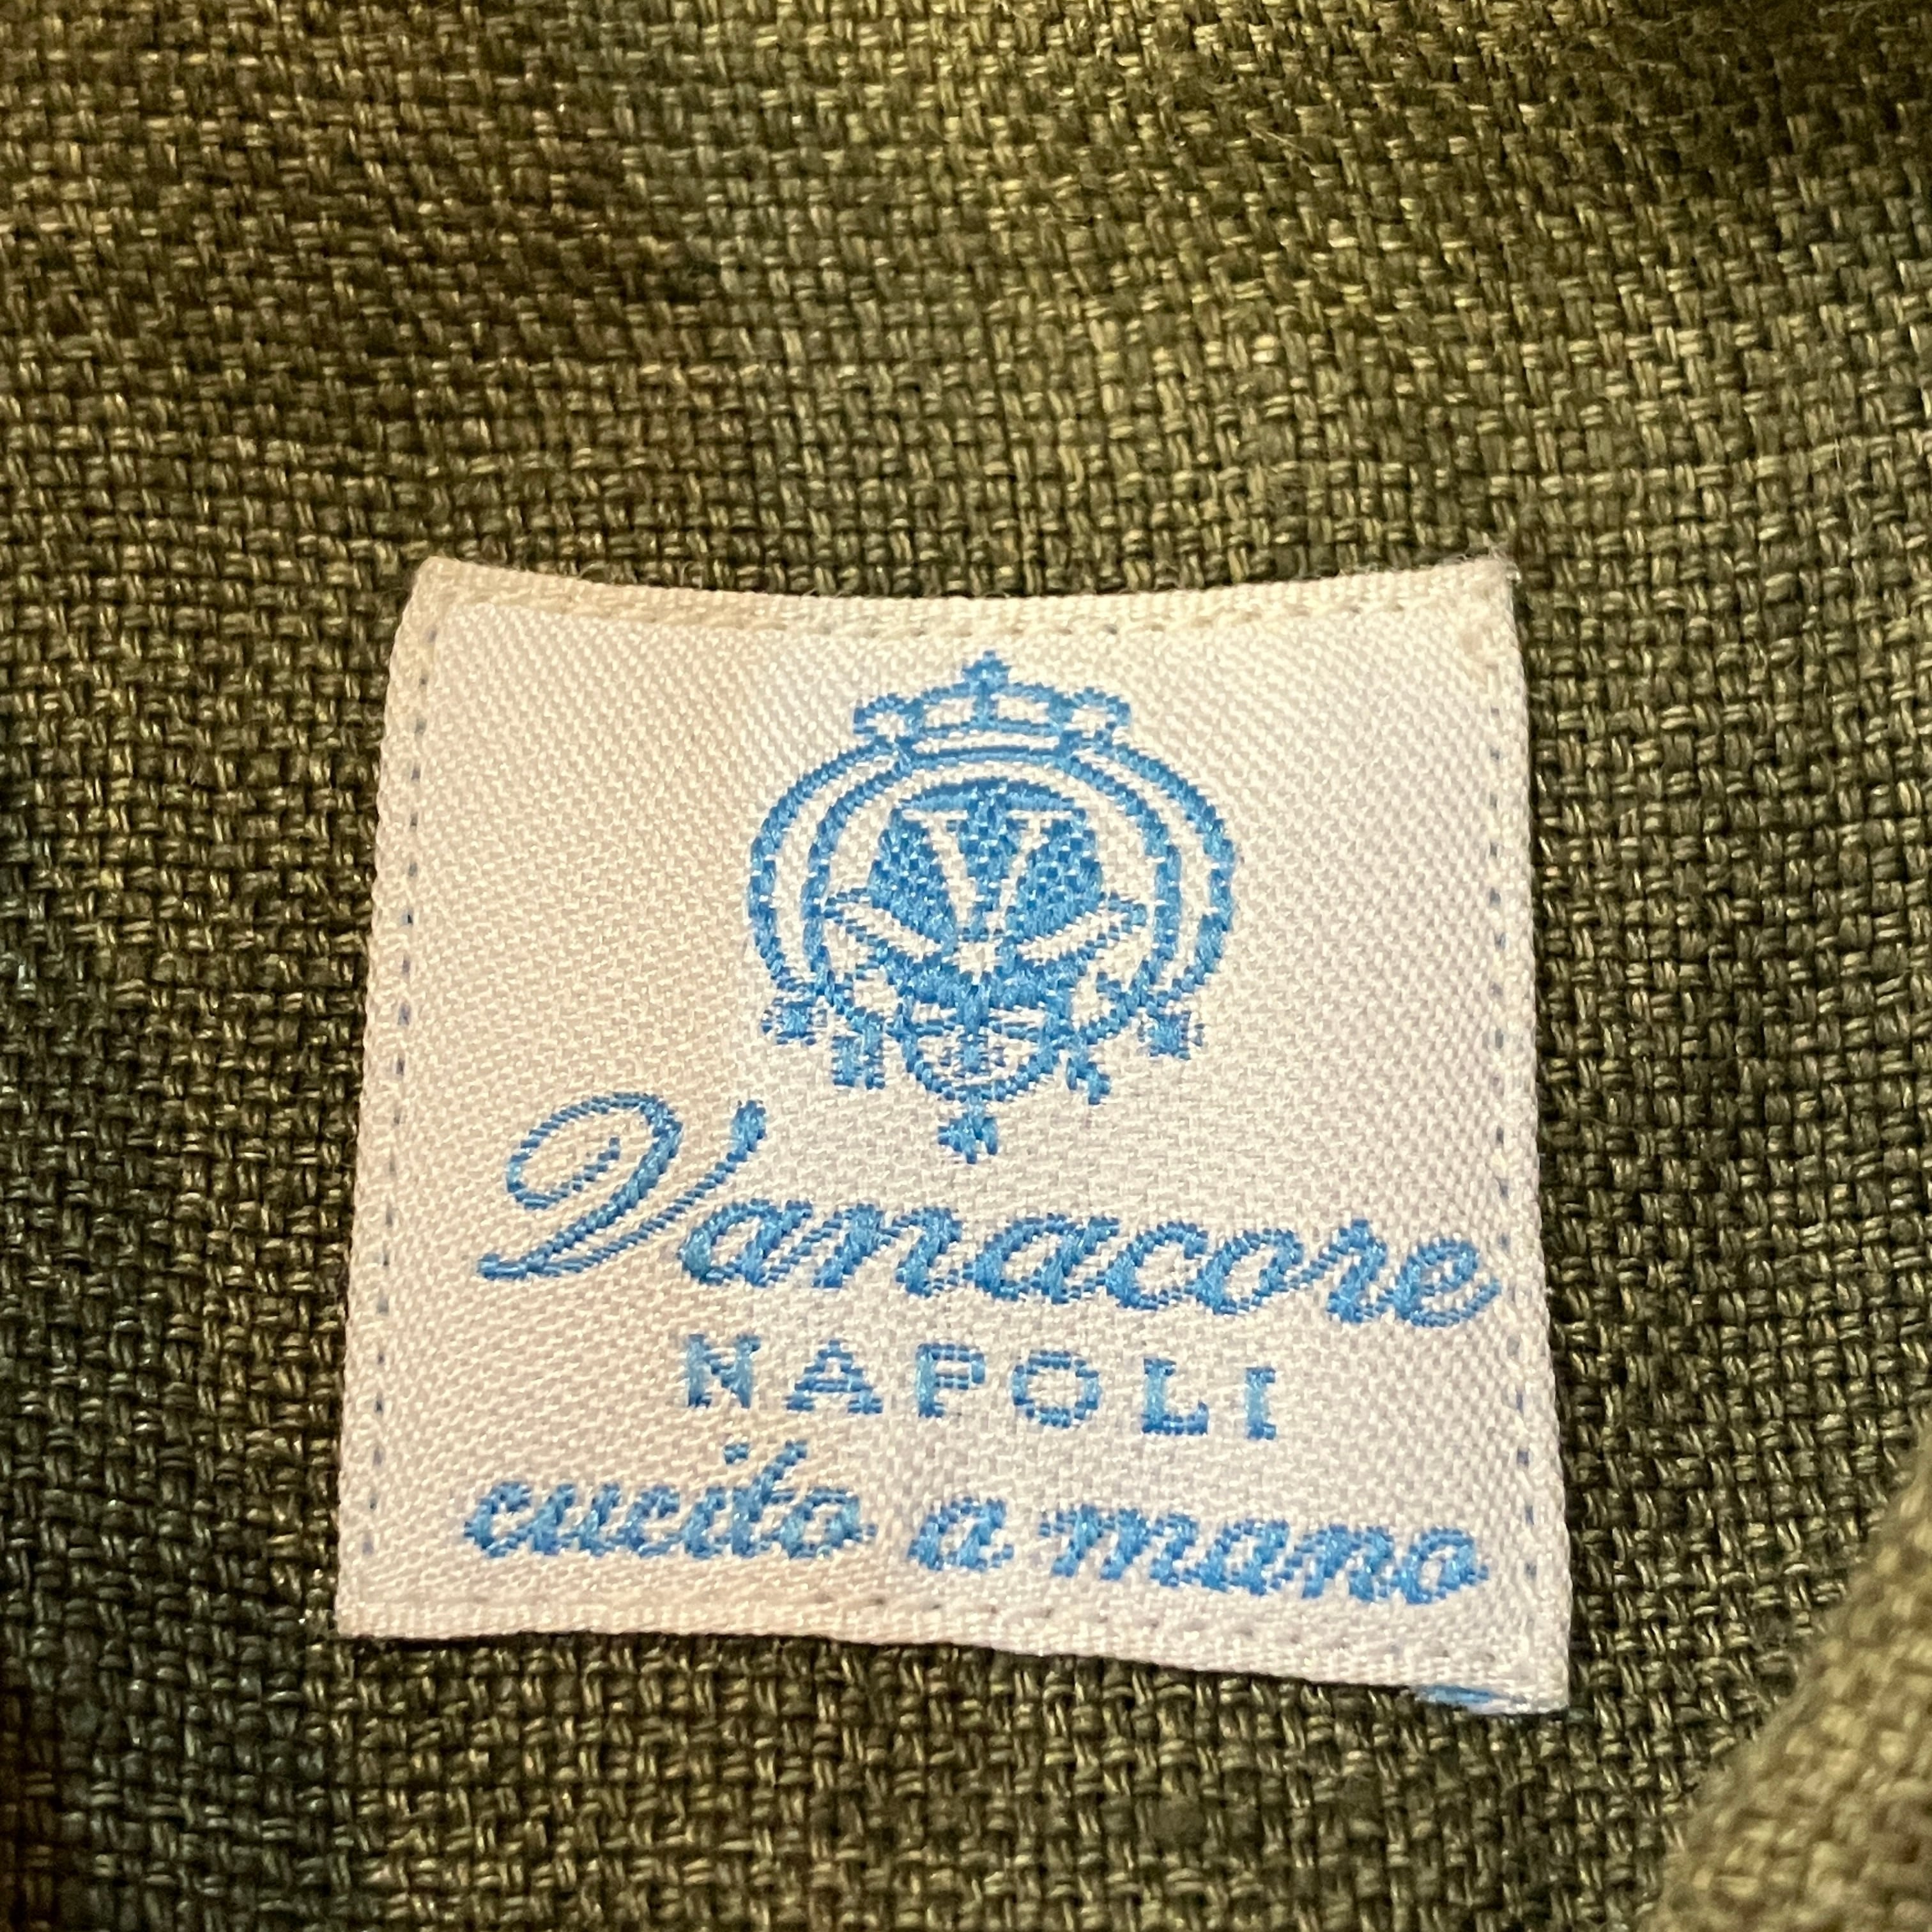 V
Vanacore
NAPOLI
cucito a mano